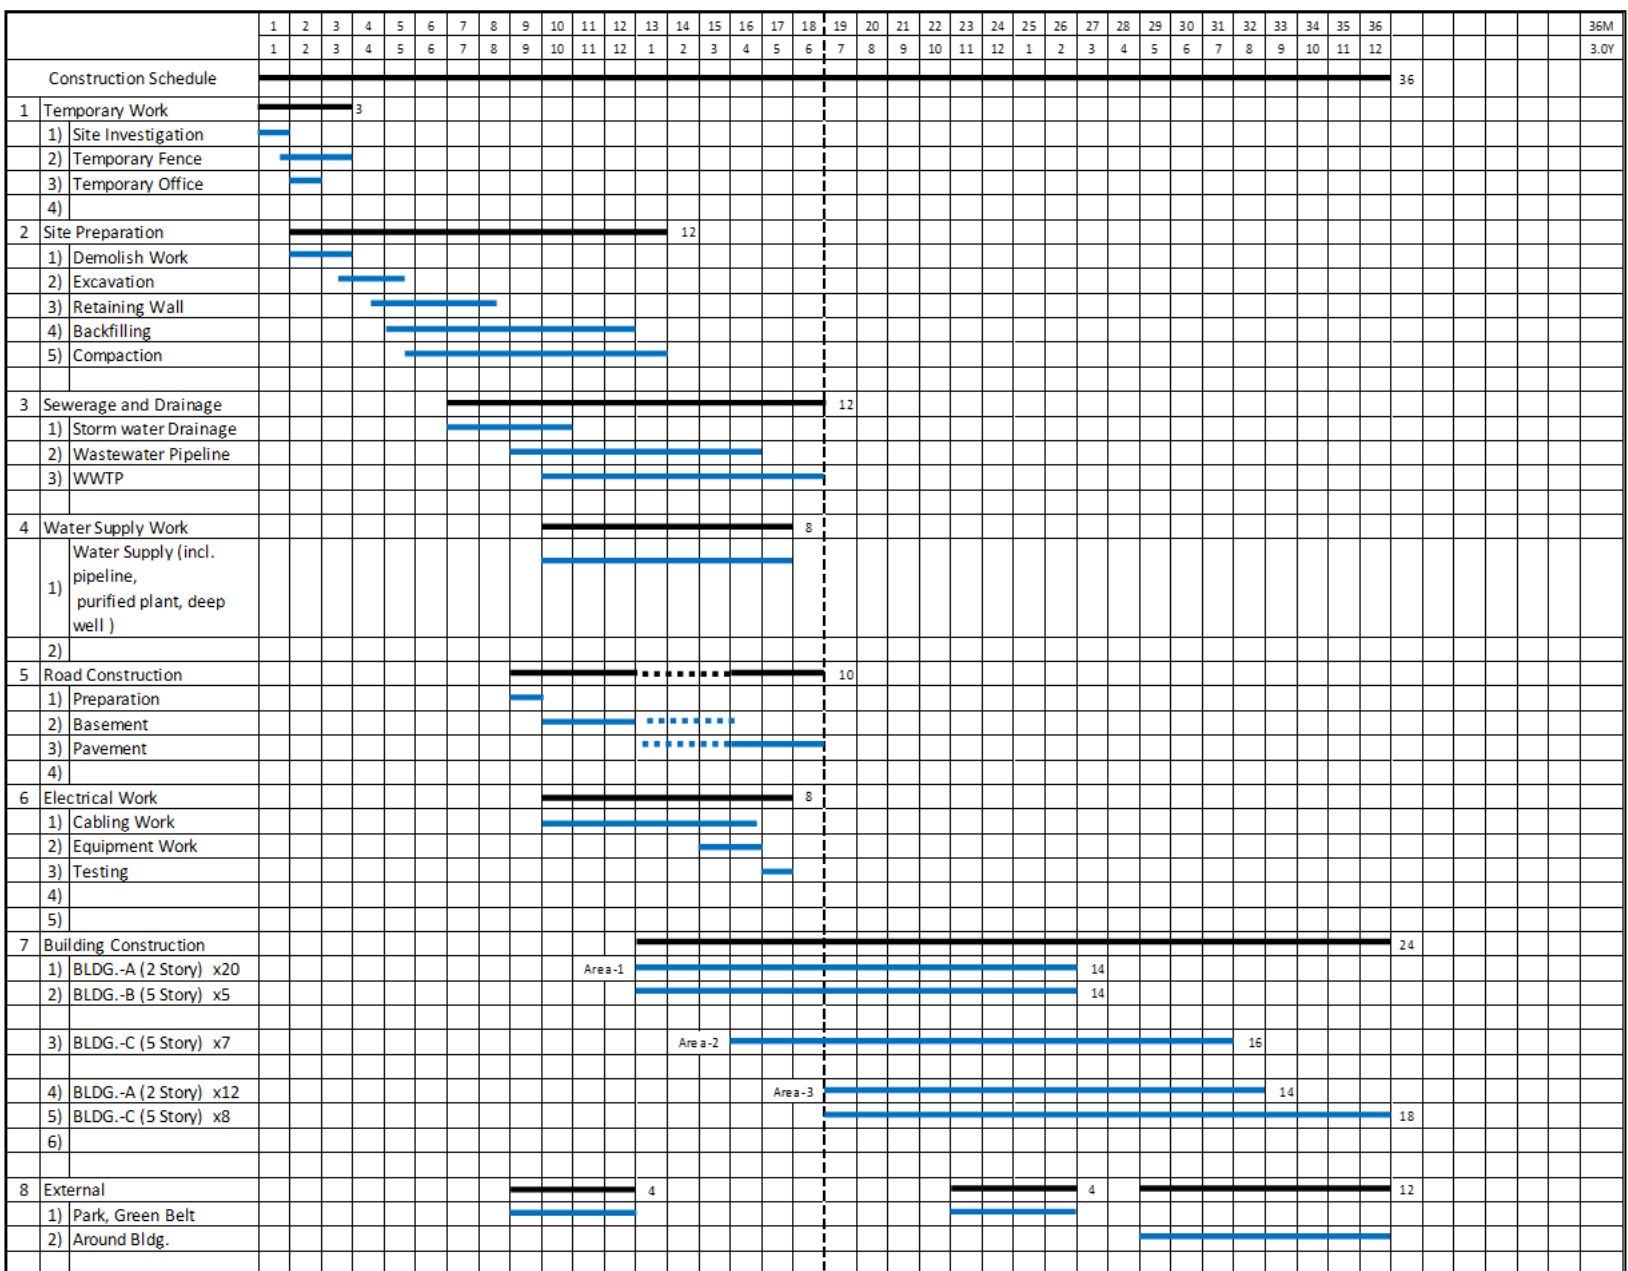 1 2 3 4 5 6 7 8 9 10 11 12 13 14 15 16 17 18 19 20 21 22 23 24 25 26 27 28 29 30 31 32 33 34 35 36 36M
1 2 3 4 5 6 7 8 9 10 11 12 1 2 3 4 5 6 7 8 9 10 11 12 1 2 3 4 5 6 7 8 9 10 11 12 3.0Y
Construction Schedule 36
1 Temporary Work 3
1) Site Investigation
2) Temporary Fence
3) Temporary Office
4)
2 Site Preparation 12
1) Demolish Work
2) Excavation
3) Retaining Wall
4) Backfilling
5) Compaction
3 Sewerage and Drainage 12
1) Storm water Drainage
2) Wastewater Pipeline
3) WWTP
4 Water Supply Work 8
Water Supply (incl.
pipeline,
1)
purified plant, deep
well )
2)
5 Road Construction 10
1) Preparation
2) Basement
3) Pavement
4)
6 Electrical Work 8
1) Cabling Work
2) Equipment Work
3) Testing
4)
5)
7 Building Construction 24
1) BLDG.-A (2 Story) x20 Area-1 14
2) BLDG.-B (5 Story) x5 14
3) BLDG.-C (5 Story) x7 Area-2 16
4) BLDG.-A (2 Story) x12 Area-3 14
5) BLDG.-C (5 Story) x8 18
6)
8 External 4 4 12
1) Park, Green Belt
2) Around Bldg.